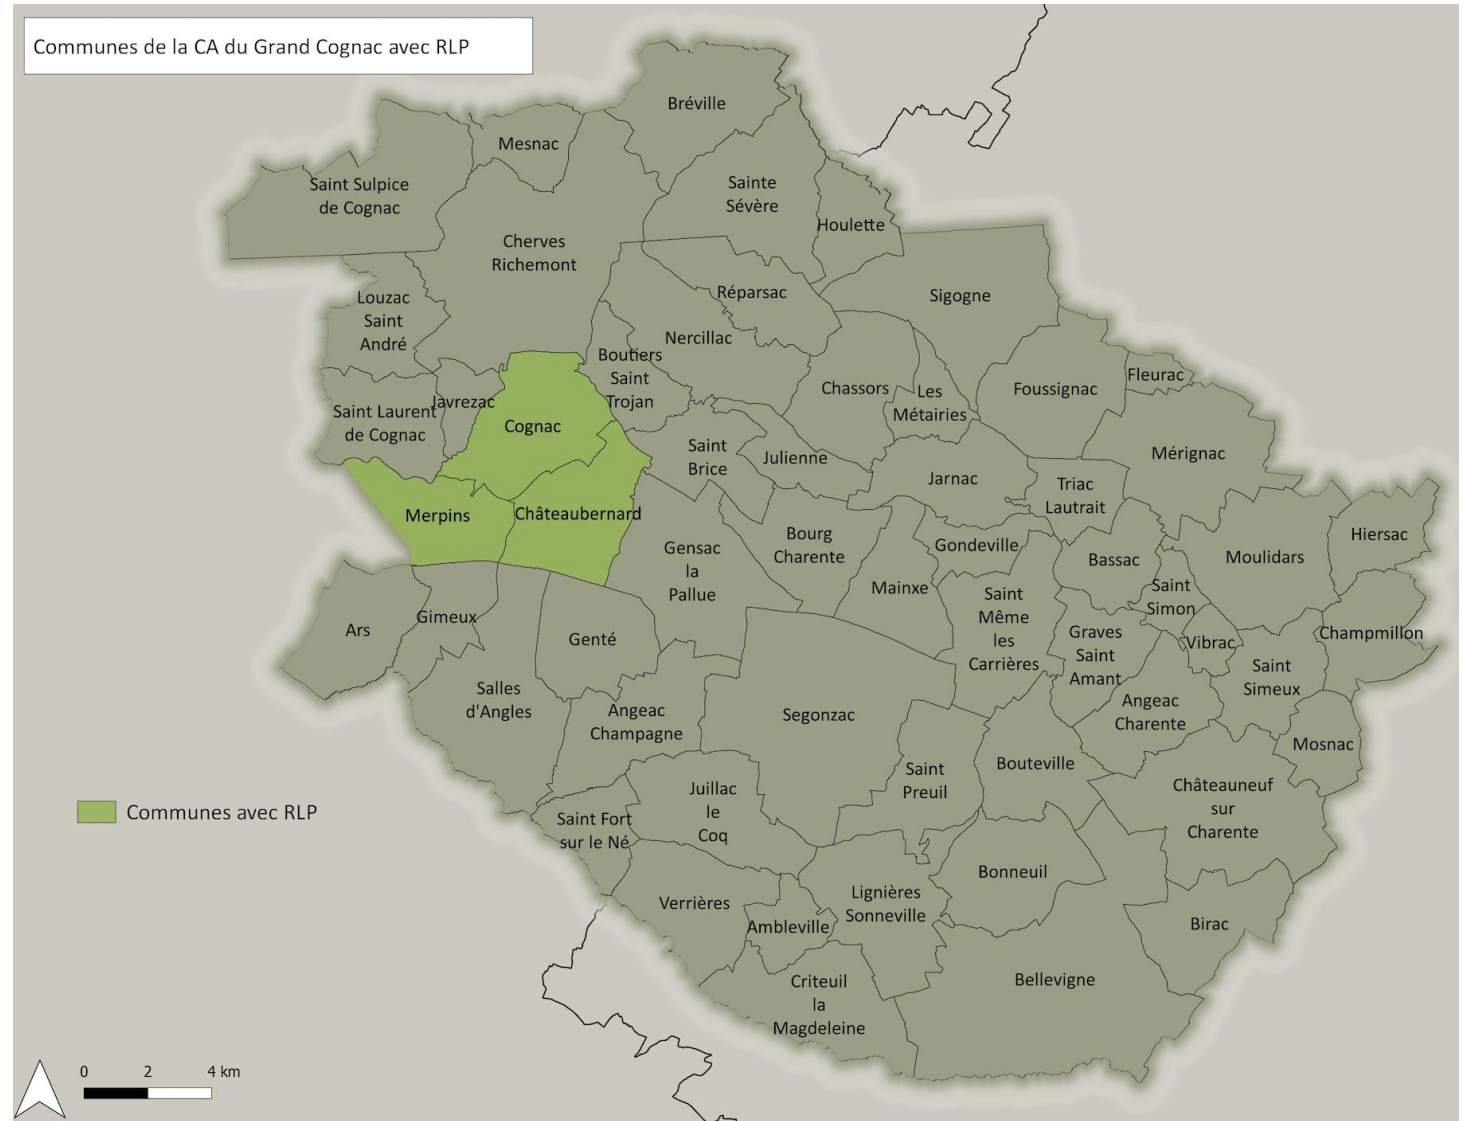 Communes de la CA du Grand Cognac avec RLP
Bréville
Mesnac
Saint Sulpice
de Cognac
Sainte
Sévère
Houlette
Cherves
Richemont
Louzac
Saint
André
Réparsac
Sigogne
Nercillac
Boutiers
Saint
Trojan
Chassors
Les
Métairies
Foussignac
Fleurac
Javrezac
Saint Laurent
de Cognac
Cognac
Saint
Brice
Julienne
Jarnac
Triac
Lautrait
Mérignac
Merpins
Châteaubernard
Gensac
la
Pallue
Bourg
Charente
Mainxe
Gondeville
Bassac
Moulidars
Hiersac
Saint
Simon
Saint
Même
les
Carrières
Graves
Saint
Amant
Vibrac
Champmillon
Saint
Simeux
Ars
Gimeux
Genté
Salles
d'Angles
Angeac
Champagne
Segonzac
Angeac
Charente
Mosnac
Saint
Preuil
Bouteville
Châteauneuf
sur
Charente
Juillac
le
Coq
Communes avec RLP
Saint Fort
sur le Né
Bonneuil
Verrières
Lignières
Sonneville
Ambleville
Birac
Bellevigne
Criteuil
la
Magdeleine
0 2 4 km